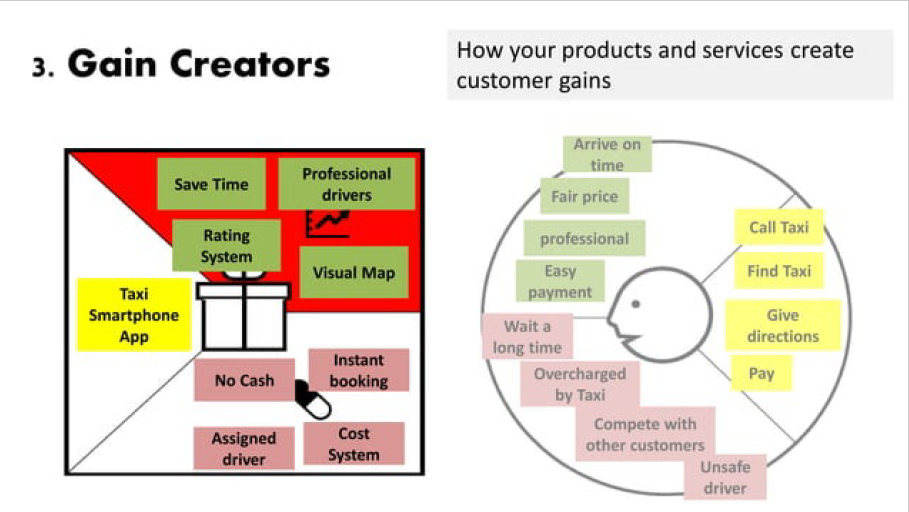 3. Gain Creators
How your products and services create
customer gains
Save Time
Professional
drivers
Rating
System
Visual Map
Taxi
Smartphone
App
No Cash
Instant
booking
Assigned
driver
Cost
System
Arrive on
time
Fair price
professional
Easy
payment
Call Taxi
Find Taxi
Give
directions
Pay
Wait a
long time
Overcharged
by Taxi
Compete with
other customers
Unsafe
driver